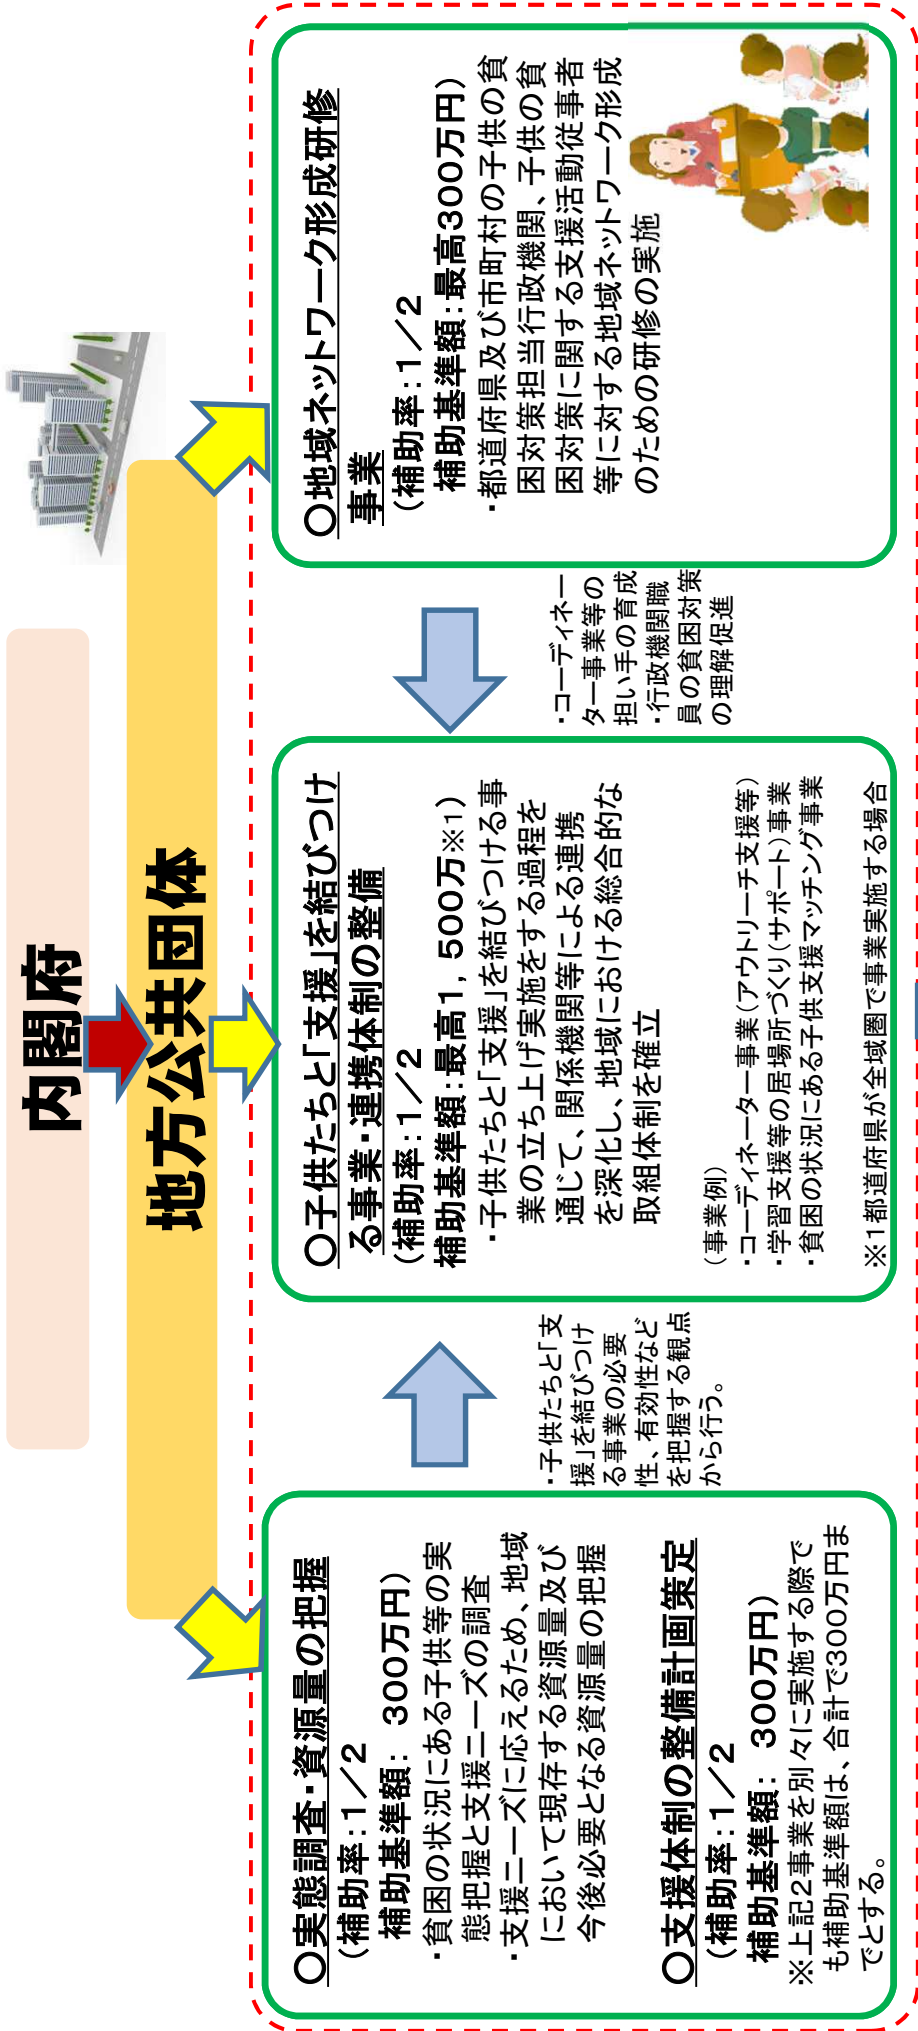 内閣府
地方公共団体
○実態調査・資源量の把握
(補助率:1/2
補助基準額: 300万円)
・貧困の状況にある子供等の実
態把握と支援ニーズの調査
・支援ニーズに応えるため、地域
において現存する資源量及び
今後必要となる資源量の把握
○支援体制の整備計画策定
(補助率:1/2
補助基準額: 300万円)
※上記2事業を別々に実施する際で
も補助基準額は、合計で300万円ま
でとする。
・子供たちと「支
援」を結びつけ
る事業の必要
性、有効性など
を把握する観点
から行う。
○子供たちと「支援」を結びつけ
る事業・連携体制の整備
(補助率:1/2
補助基準額:最高1,500万※1)
・子供たちと「支援」を結びつける事
業の立ち上げ実施をする過程を
通じて、関係機関等による連携
を深化し、地域における総合的な
取組体制を確立
(事業例)
・コーディネーター事業(アウトリーチ支援等)
・学習支援等の居場所づくり(サポート)事業
・貧困の状況にある子供支援マッチング事業
※1都道府県が全域圏で事業実施する場合
・コーディネー
ター事業等の
担い手の育成
・行政機関職
員の貧困対策
の理解促進
○地域ネットワーク形成研修
事業
(補助率:1/2
補助基準額:最高300万円)
・都道府県及び市町村の子供の貧
困対策担当行政機関、子供の貧
困対策に関する支援活動従事者
等に対する地域ネットワーク形成
のための研修の実施